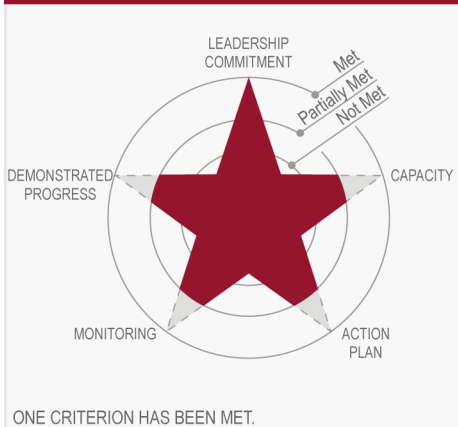 LEADERSHIP
COMMITMENT
Met
Partially Met
Not Met
DEMONSTRATED
PROGRESS
CAPACITY
MONITORING
ACTION
PLAN
ONE CRITERION HAS BEEN MET.